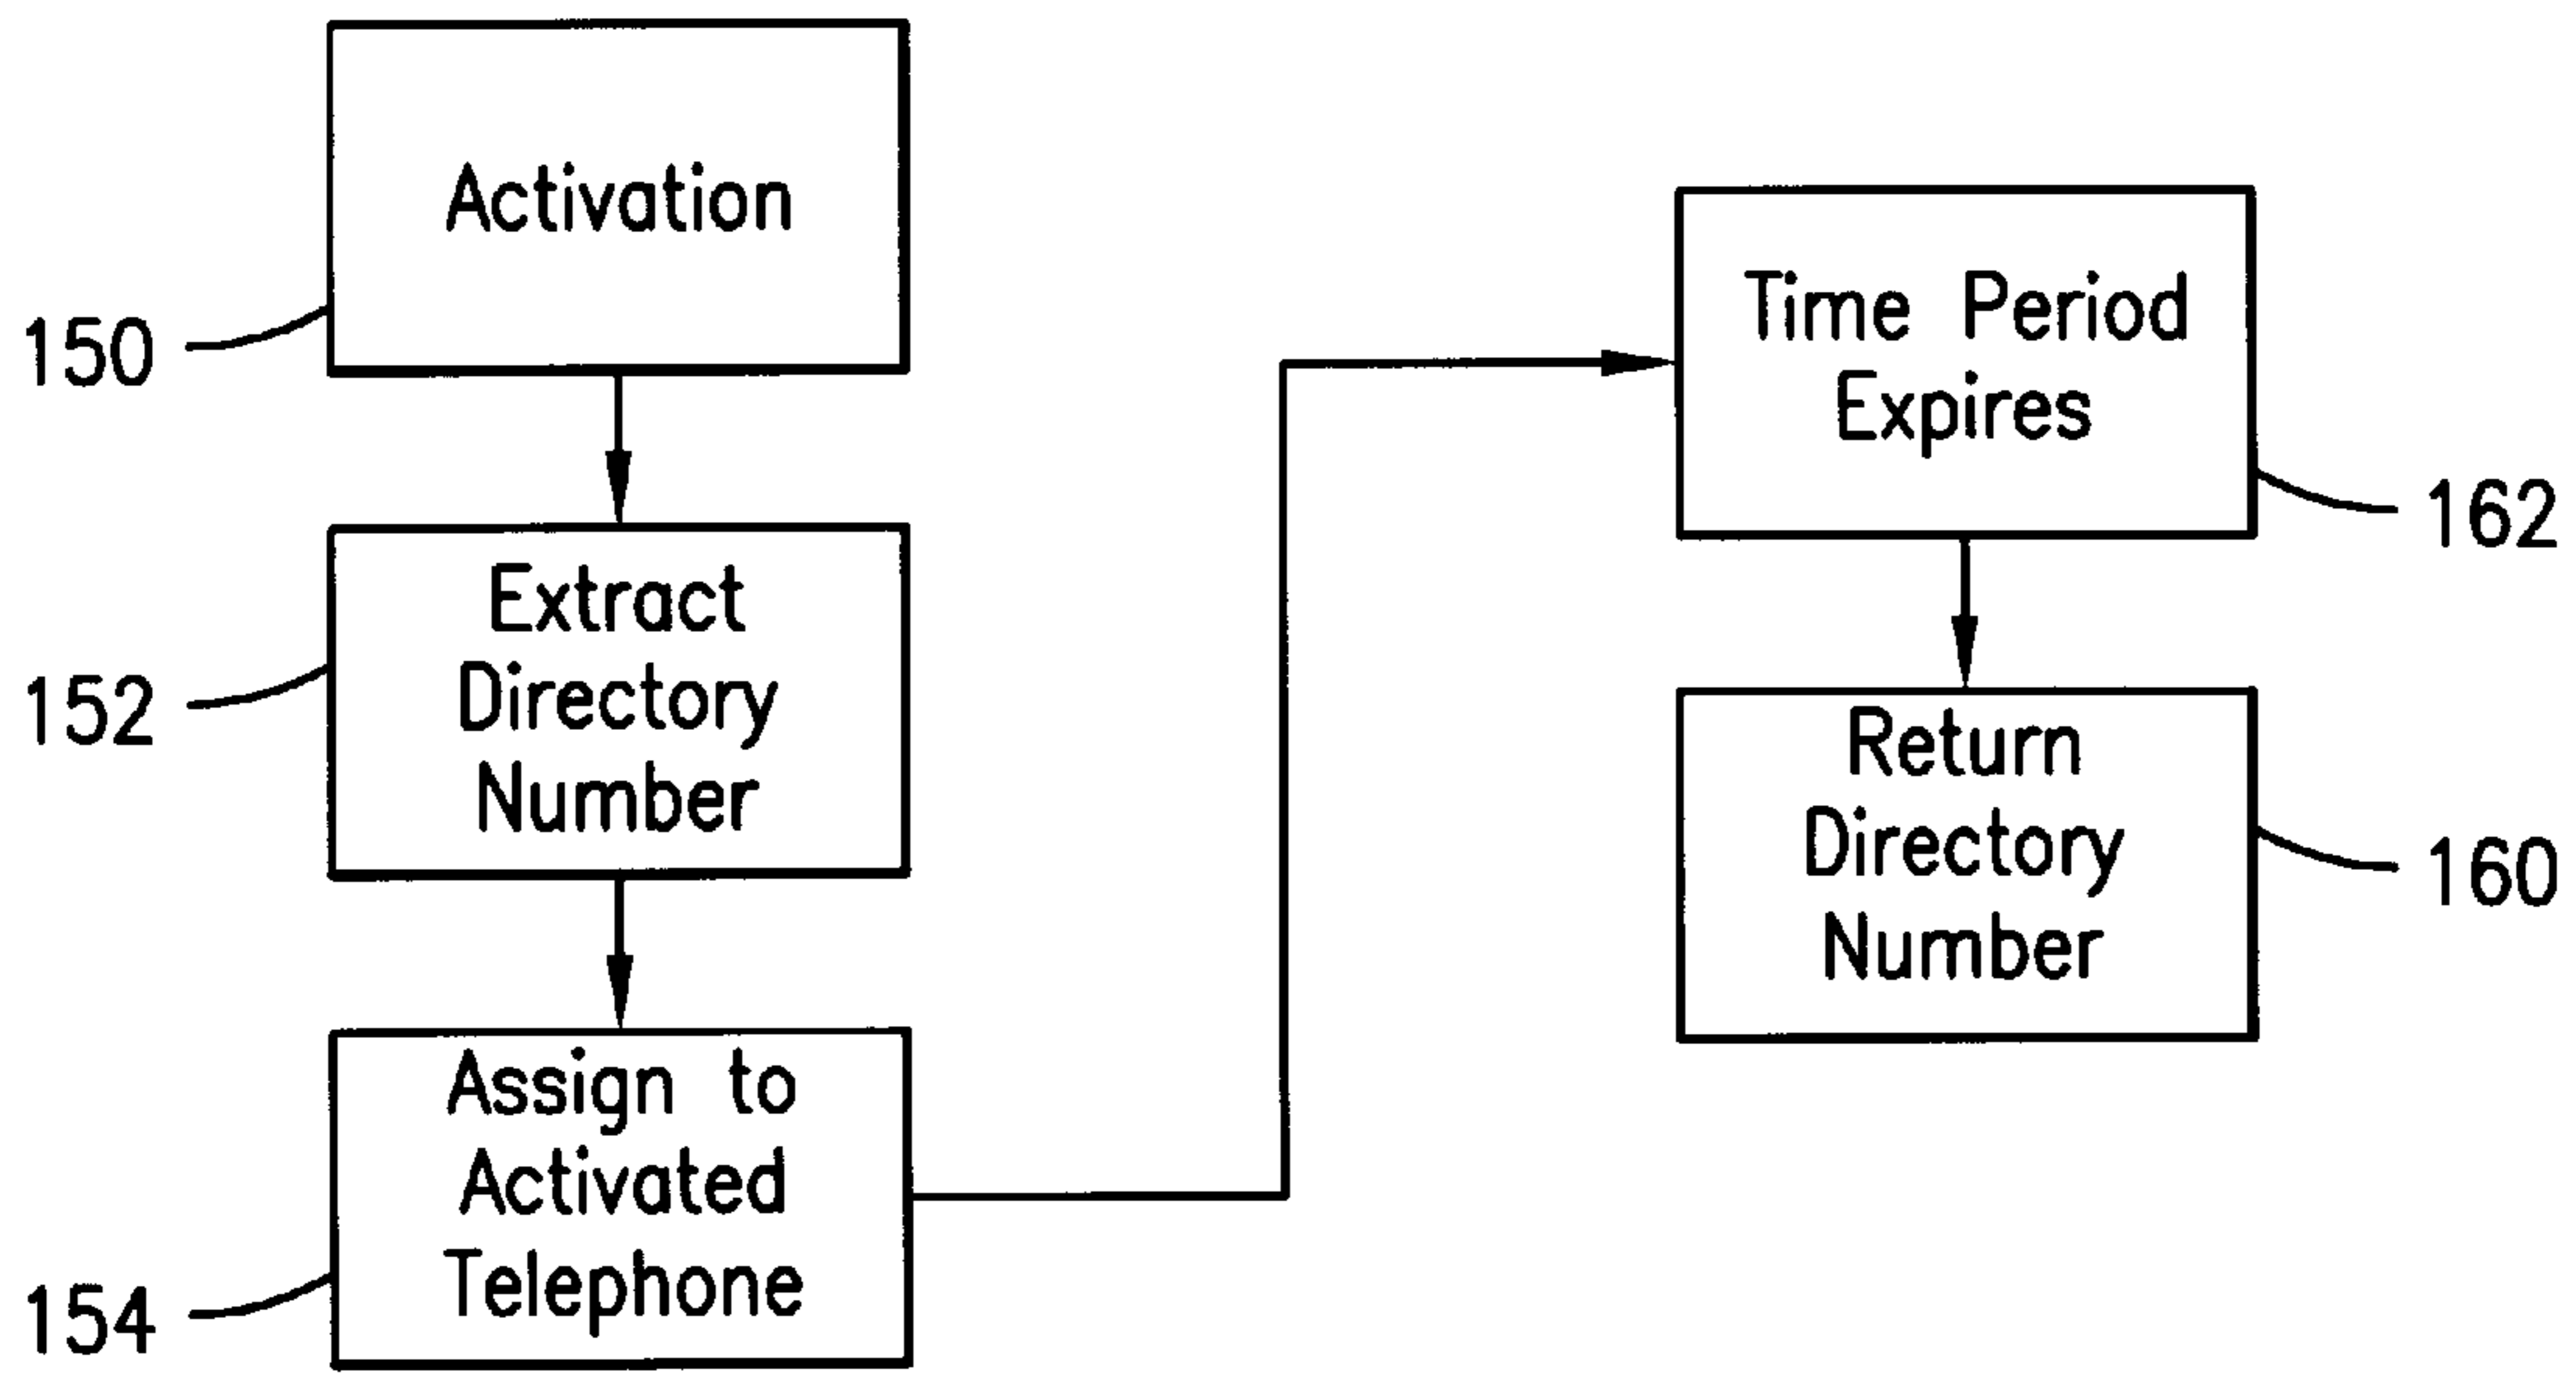 Activation
150
Extract
Directory
Number
152
Assign to
Activated
Telephone
154
Time Period
Expires
162
Return
Directory
Number
160